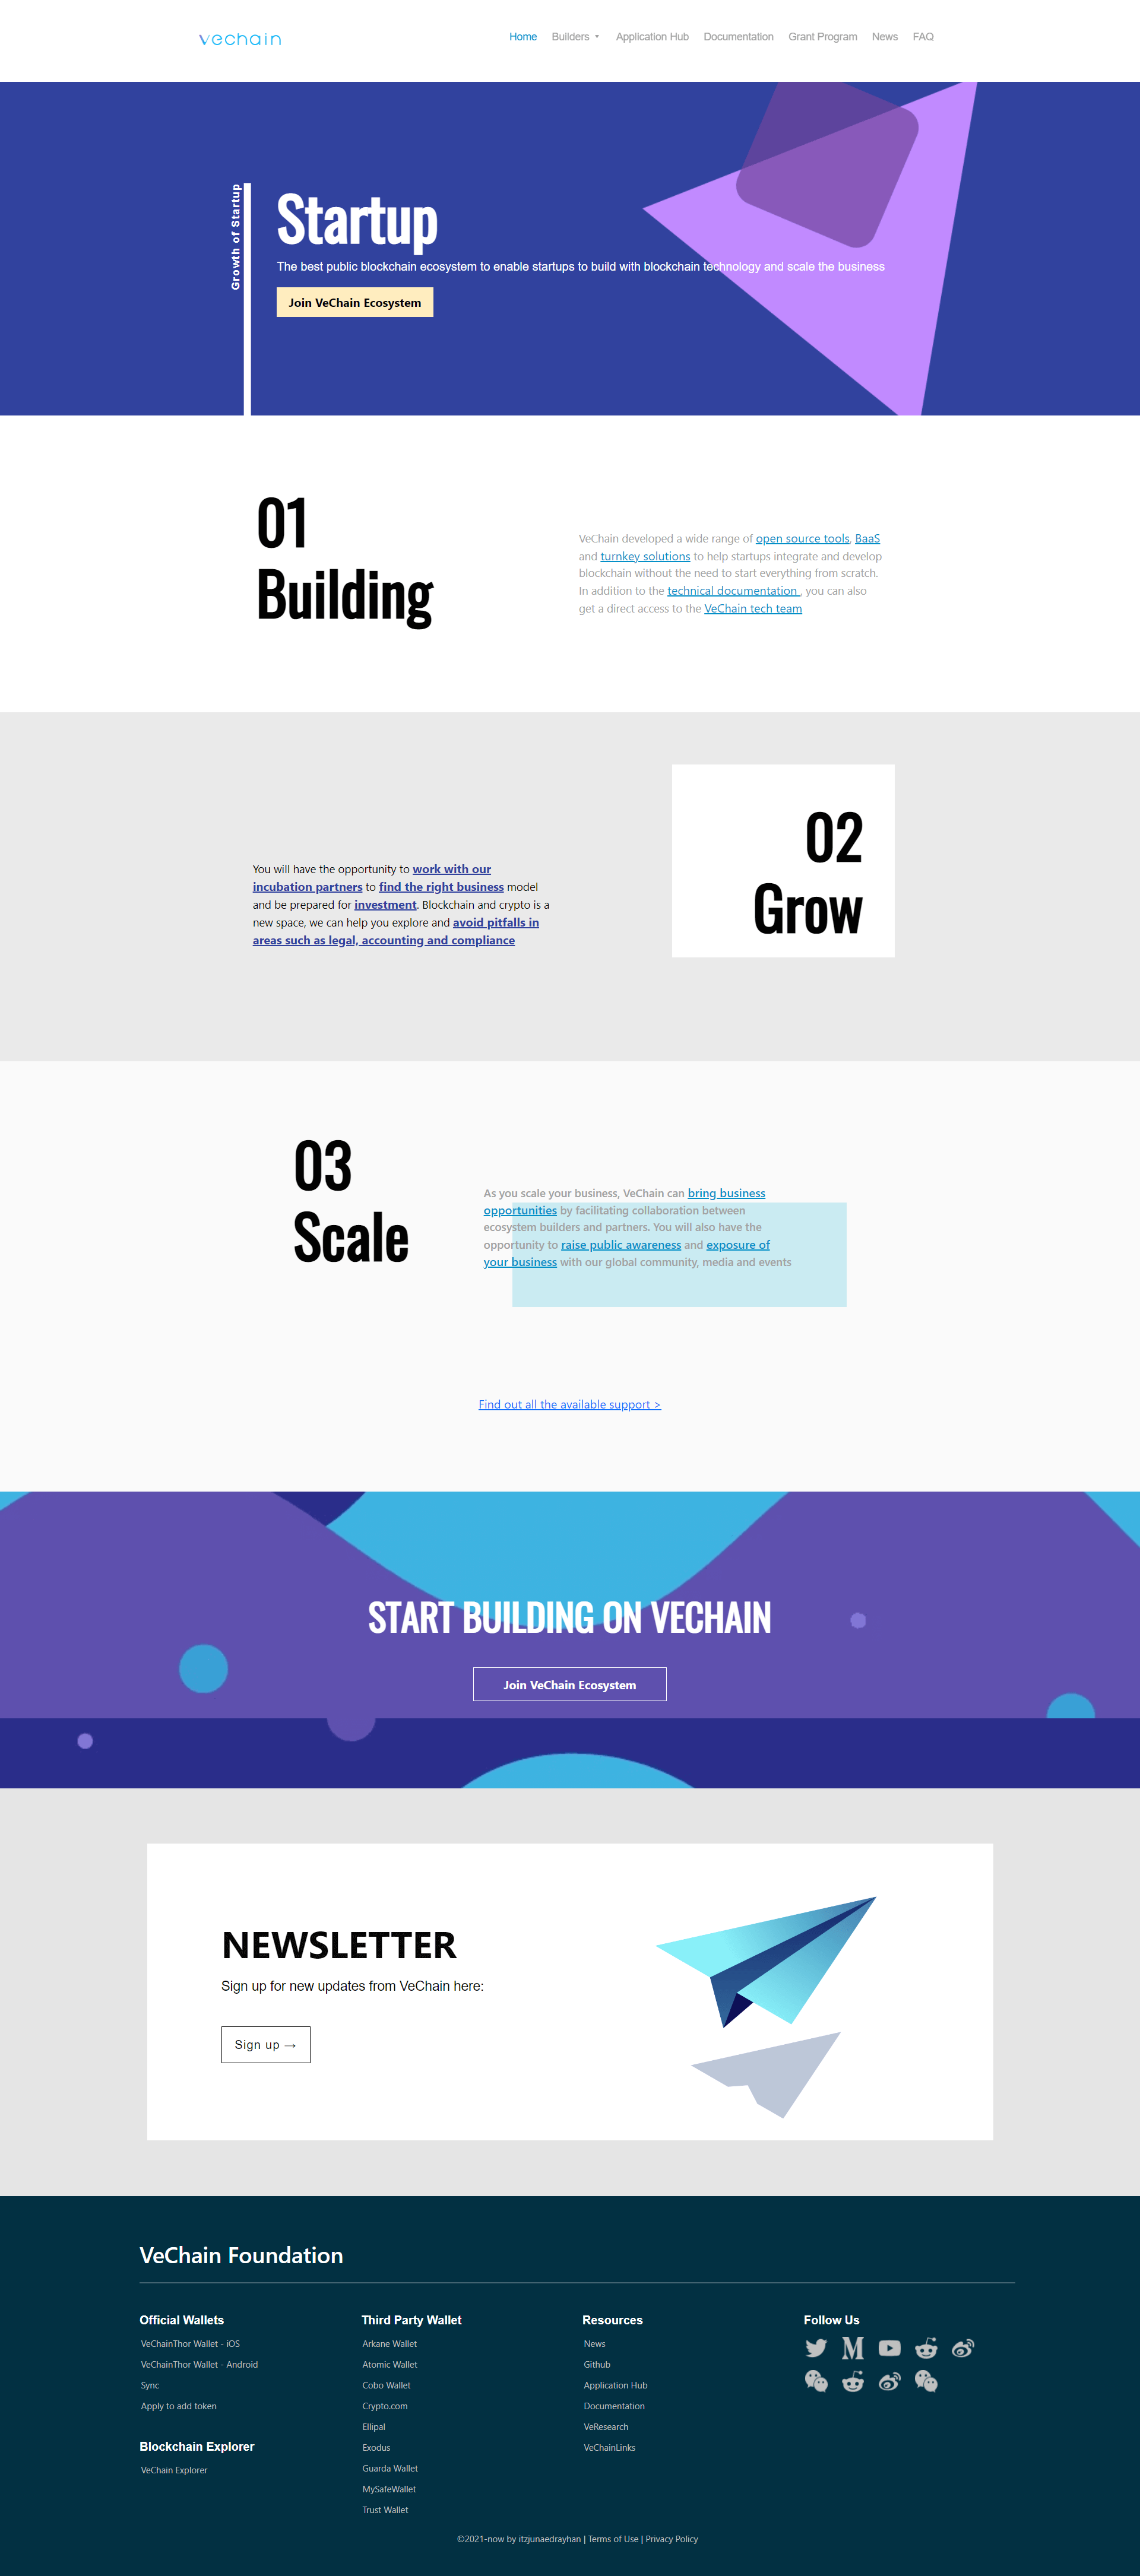 vechain
Home Builders ▼ Application Hub Documentation Grant Program News FAQ
Growth of Startup
Startup
The best public blockchain ecosystem to enable startups to build with blockchain technology and scale the business
Join VeChain Ecosystem
01
Building
VeChain developed a wide range of open source tools, BaaS
and turnkey solutions to help startups integrate and develop
blockchain without the need to start everything from scratch.
In addition to the technical documentation , you can also
get a direct access to the VeChain tech team
02
Grow
You will have the opportunity to work with our
incubation partners to find the right business model
and be prepared for investment. Blockchain and crypto is a
new space, we can help you explore and avoid pitfalls in
areas such as legal, accounting and compliance
03
Scale
As you scale your business, VeChain can bring business
opportunities by facilitating collaboration between
ecosystem builders and partners. You will also have the
opportunity to raise public awareness and exposure of
your business with our global community, media and events
Find out all the available support >
START BUILDING ON VECHAIN
Join VeChain Ecosystem
NEWSLETTER
Sign up for new updates from VeChain here:
Sign up →
VeChain Foundation
Official Wallets
VeChainThor Wallet - iOS
VeChainThor Wallet - Android
Sync
Apply to add token
Blockchain Explorer
VeChain Explorer
Third Party Wallet
Arkane Wallet
Atomic Wallet
Cobo Wallet
Crypto.com
Ellipal
Exodus
Guarda Wallet
MySafeWallet
Trust Wallet
Resources
News
Github
Application Hub
Documentation
VeResearch
VeChainLinks
Follow Us
©2021-now by itzjunaedrayhan | Terms of Use | Privacy Policy